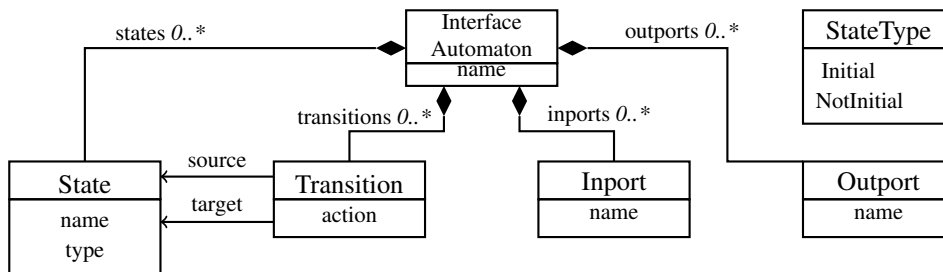 Interface
Automaton
name
states 0..*
outports 0..*
StateType
Initial
NotInitial
transitions 0..*
inports 0..*
source
target
State
name
type
Transition
action
Inport
name
Outport
name